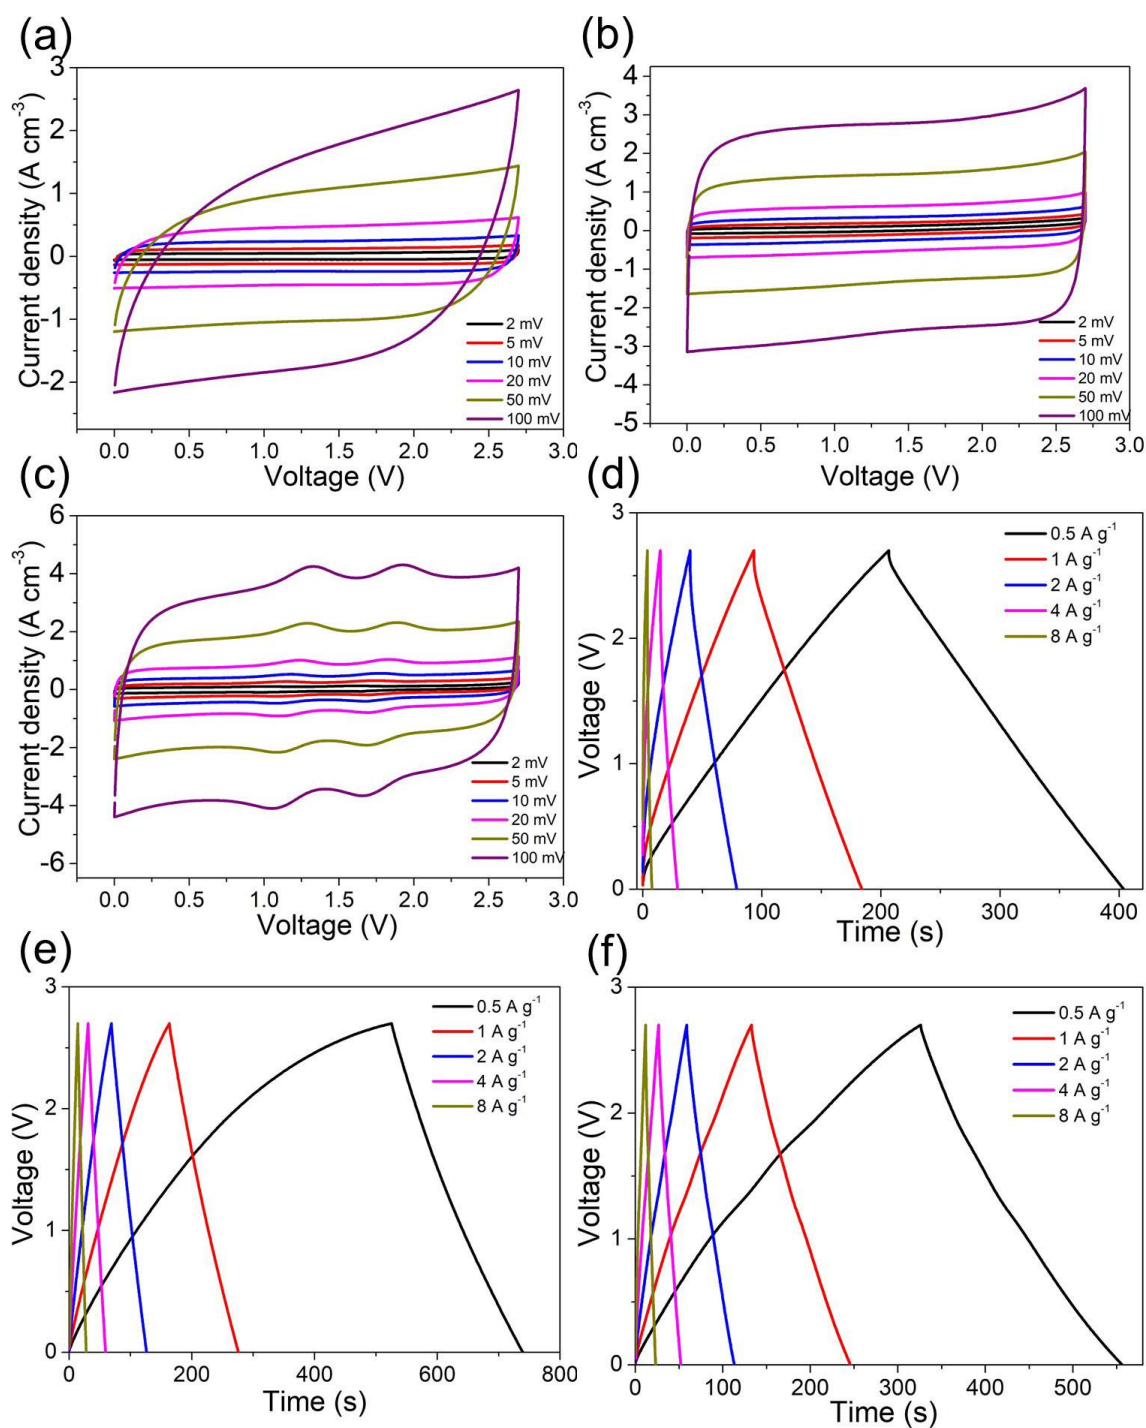 (a)
Current density (A cm-3)
3
2
1
0
-1
-2
0.0 0.5 1.0 1.5 2.0 2.5 3.0
Voltage (V)
2 mV
5 mV
10 mV
20 mV
50 mV
100 mV
(b)
Current density (A cm-3)
4
3
2
1
0
-1
-2
-3
-4
-5
0.0 0.5 1.0 1.5 2.0 2.5 3.0
Voltage (V)
2 mV
5 mV
10 mV
20 mV
50 mV
100 mV
(c)
Current density (A cm-3)
6
4
2
0
-2
-4
-6
0.0 0.5 1.0 1.5 2.0 2.5 3.0
Voltage (V)
2 mV
5 mV
10 mV
20 mV
50 mV
100 mV
(d)
Voltage (V)
3
2
1
0
0 100 200 300 400
Time (s)
0.5 A g-1
1 A g-1
2 A g-1
4 A g-1
8 A g-1
(e)
Voltage (V)
3
2
1
0
0 200 400 600 800
Time (s)
0.5 A g-1
1 A g-1
2 A g-1
4 A g-1
8 A g-1
(f)
Voltage (V)
3
2
1
0
0 100 200 300 400 500
Time (s)
0.5 A g-1
1 A g-1
2 A g-1
4 A g-1
8 A g-1